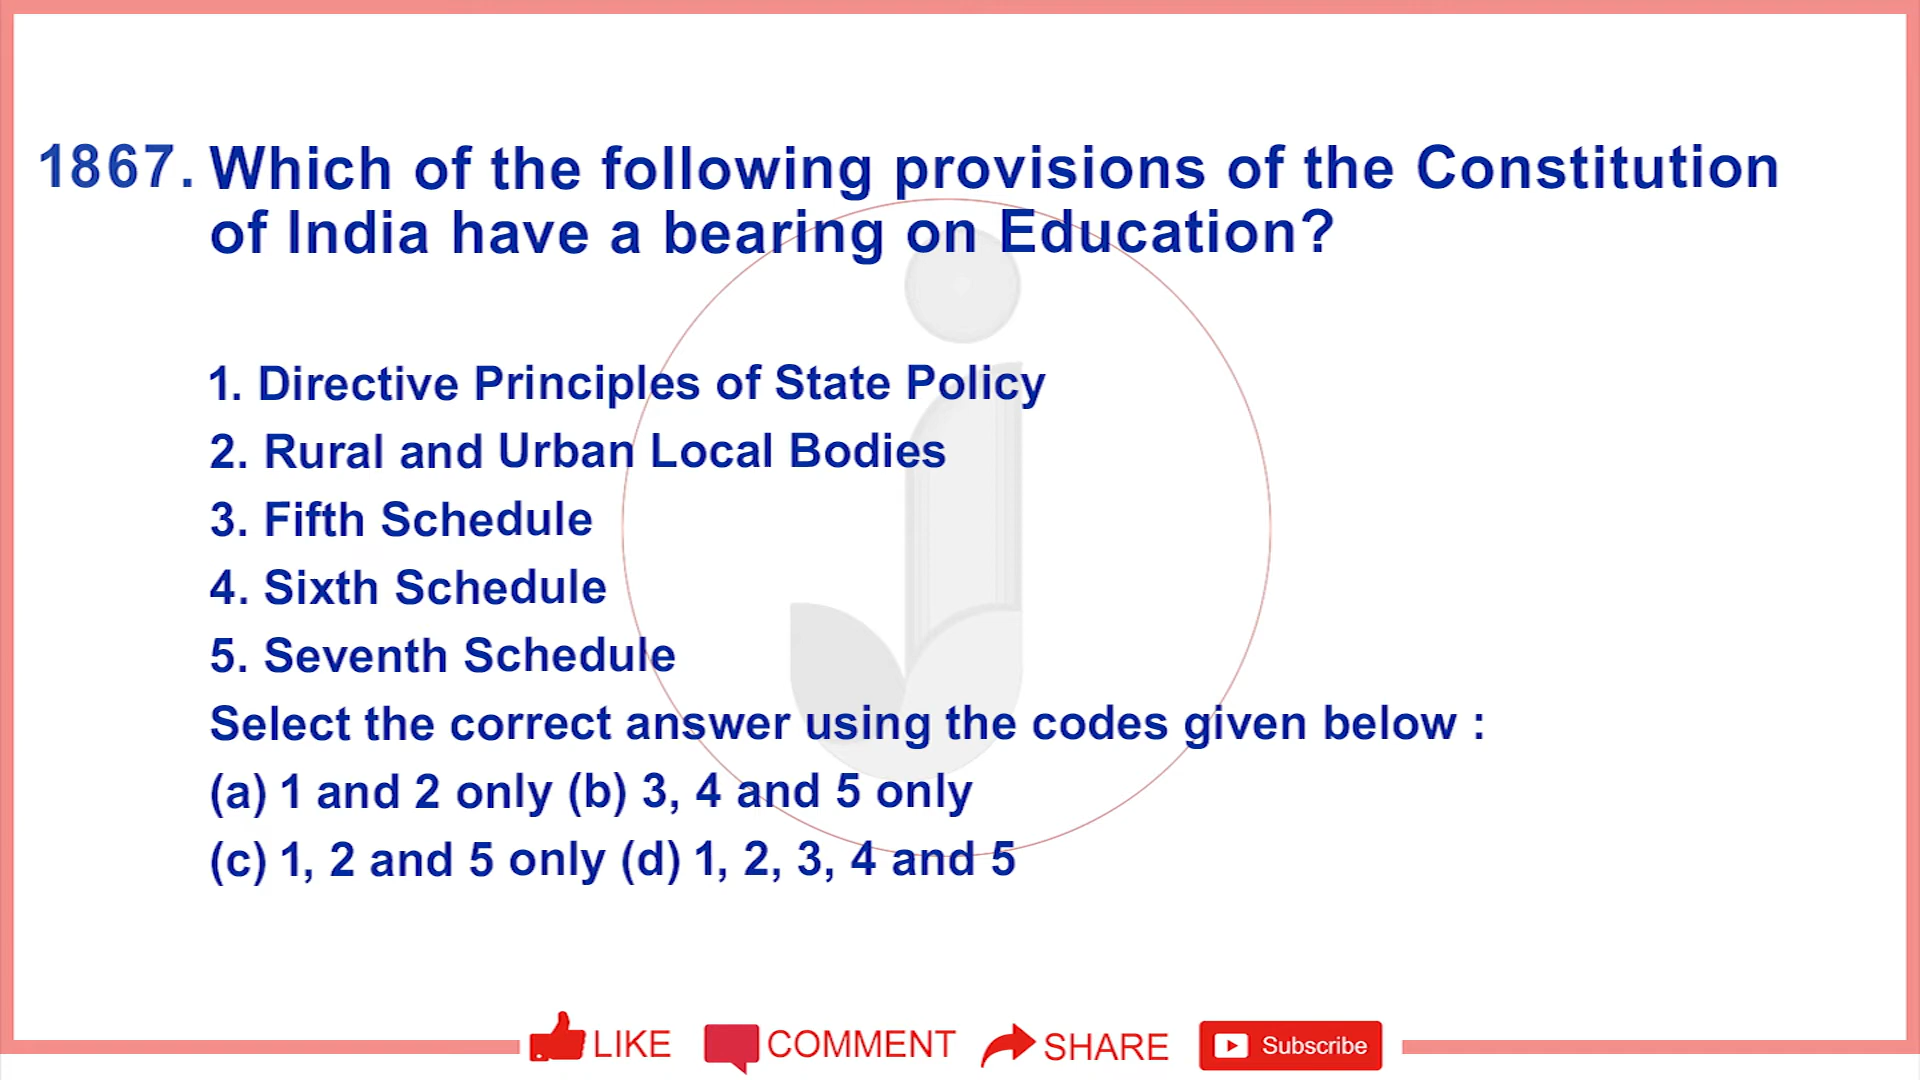 1867. Which of the following provisions of the Constitution
of India have a bearing on Education?
1. Directive Principles of State Policy
2. Rural and Urban Local Bodies
3. Fifth Schedule
4. Sixth Schedule
5. Seventh Schedule
Select the correct answer using the codes given below :
(a) 1 and 2 only (b) 3, 4 and 5 only
(c) 1, 2 and 5 only (d) 1, 2, 3, 4 and 5
LIKE COMMENT SHARE Subscribe